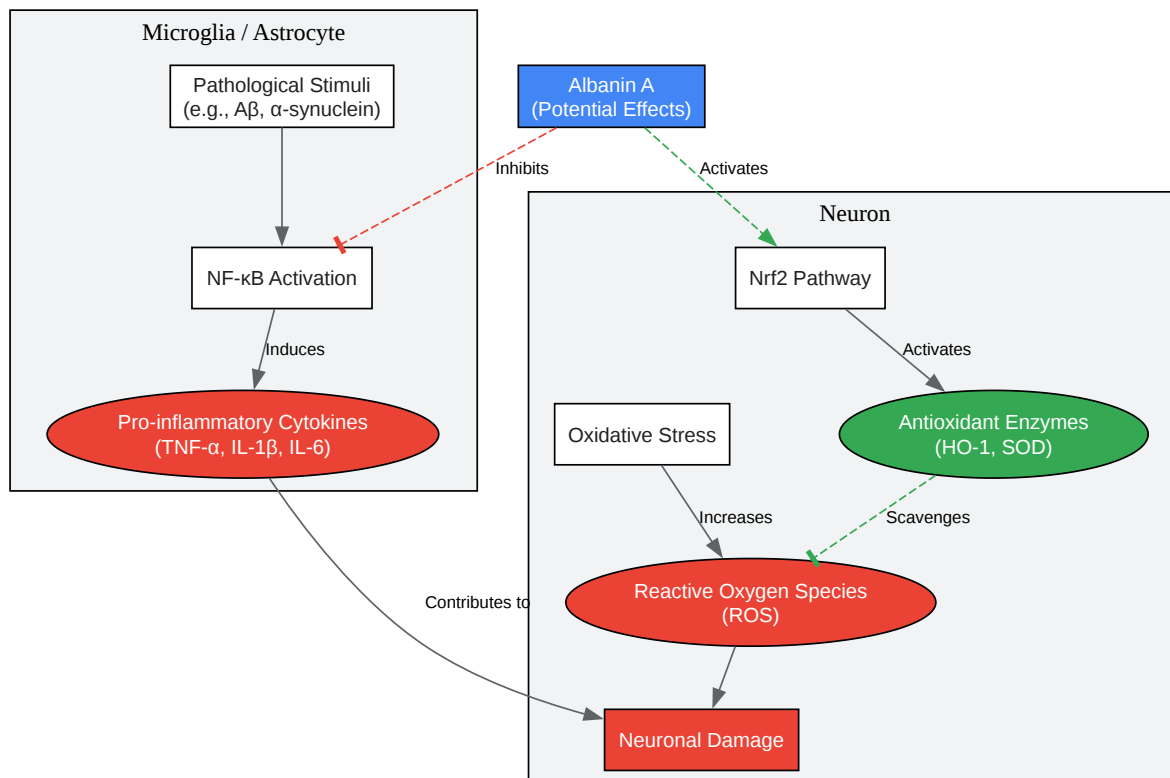 Microglia / Astrocyte
Pathological Stimuli
(e.g., Aβ, α-synuclein)
Albanin A
(Potential Effects)
Inhibits
Activates
Neuron
NF-κB Activation
Nrf2 Pathway
Induces
Activates
Pro-inflammatory Cytokines
(TNF-α, IL-1β, IL-6)
Oxidative Stress
Antioxidant Enzymes
(HO-1, SOD)
Increases
Scavenges
Contributes to
Reactive Oxygen Species
(ROS)
Neuronal Damage